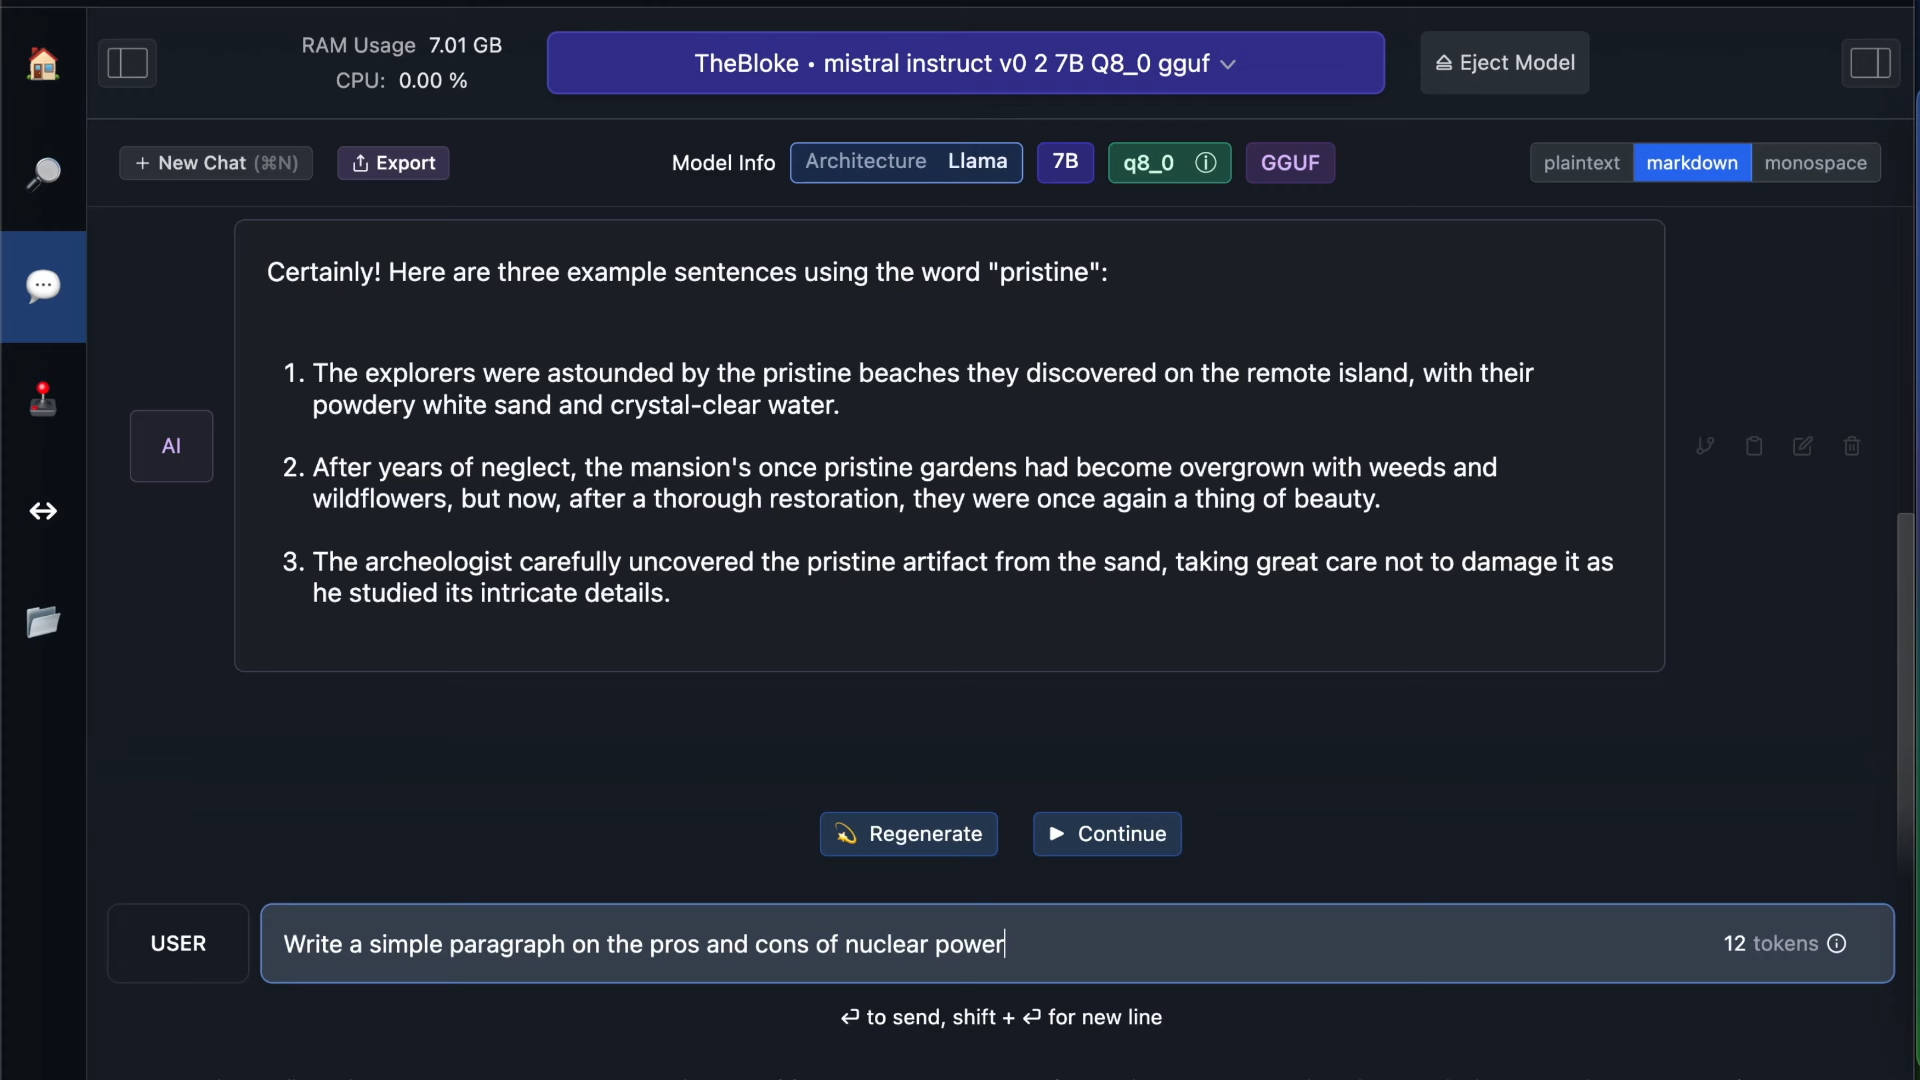 RAM Usage 7.01 GB
CPU: 0.00 %
TheBloke • mistral instruct v0 2 7B Q8_0 gguf
Eject Model
+ New Chat (⌘N)
Export
Model Info
Architecture Llama
7B
q8_0
GGUF
plaintext
markdown
monospace
AI
Certainly! Here are three example sentences using the word "pristine":
1. The explorers were astounded by the pristine beaches they discovered on the remote island, with their
powdery white sand and crystal-clear water.
2. After years of neglect, the mansion's once pristine gardens had become overgrown with weeds and
wildflowers, but now, after a thorough restoration, they were once again a thing of beauty.
3. The archeologist carefully uncovered the pristine artifact from the sand, taking great care not to damage it as
he studied its intricate details.
Regenerate
Continue
USER
Write a simple paragraph on the pros and cons of nuclear power
12 tokens
⏎ to send, shift + ⏎ for new line